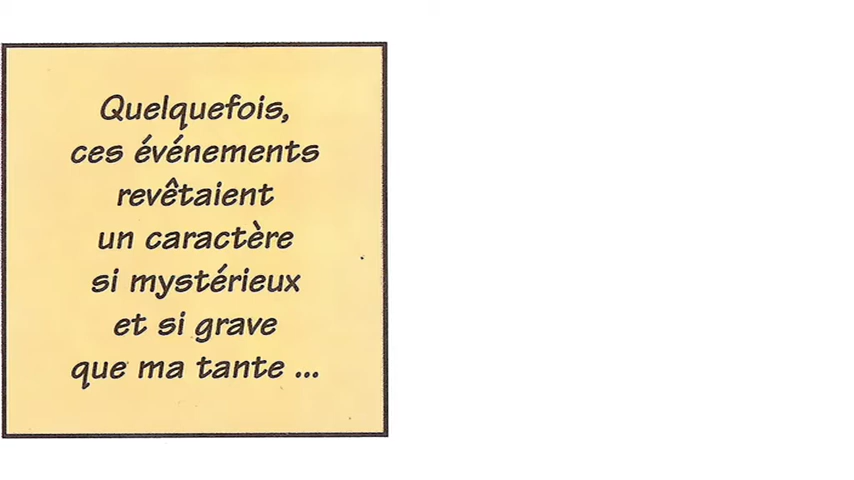 Quelquefois,
ces événements
revêtaient
un caractère
si mystérieux
et si grave
que ma tante ...